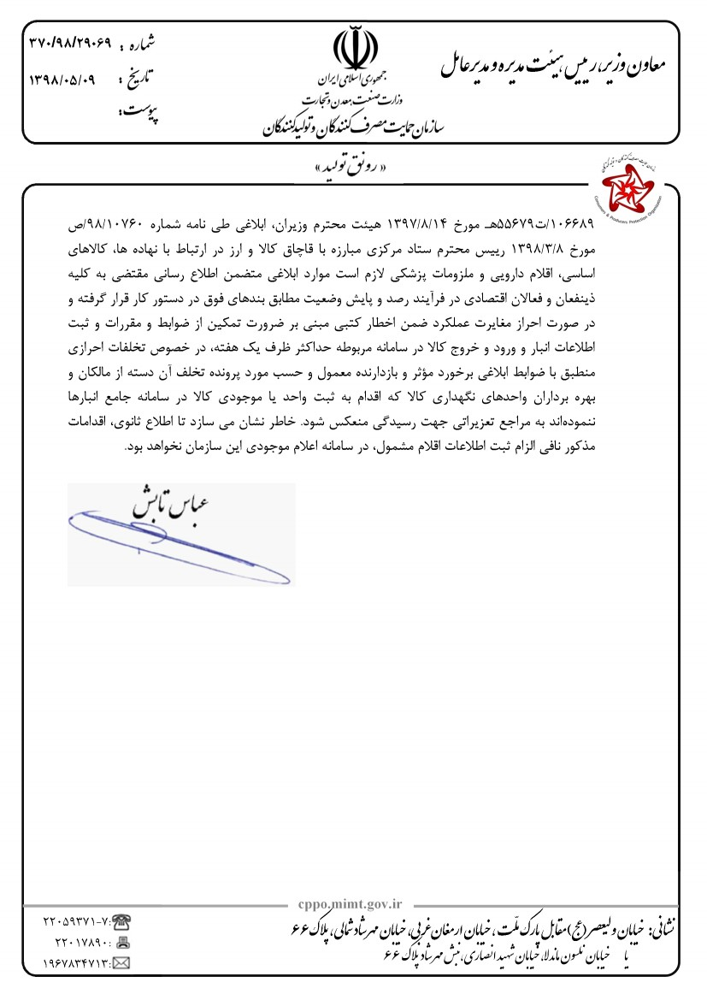 معاون وزیر، رییس هیئت مدیره و مدیرعامل
جمهوری اسلامی ایران
وزارت صنعت، معدن و تجارت
سازمان حمایت مصرف کنندگان و تولیدکنندگان
شماره : ۳۷۰/۹۸/۲۹۰۶۹
تاریخ : ۱۳۹۸/۰۵/۰۹
پیوست:
« رونق تولید »
Consumers & Producers Protection Organization
۱۰۶۶۸۹/ت۵۵۶۷۹هـ مورخ ۱۳۹۷/۸/۱۴ هیئت محترم وزیران، ابلاغی طی نامه شماره ۹۸/۱۰۷۶۰/ص
مورخ ۱۳۹۸/۳/۸ رییس محترم ستاد مرکزی مبارزه با قاچاق کالا و ارز در ارتباط با نهاده ها، کالاهای
اساسی، اقلام دارویی و ملزومات پزشکی لازم است موارد ابلاغی متضمن اطلاع رسانی مقتضی به کلیه
ذینفعان و فعالان اقتصادی در فرآیند رصد و پایش وضعیت مطابق بندهای فوق در دستور کار قرار گرفته و
در صورت احراز مغایرت عملکرد ضمن اخطار کتبی مبنی بر ضرورت تمکین از ضوابط و مقررات و ثبت
اطلاعات انبار و ورود و خروج کالا در سامانه مربوطه حداکثر ظرف یک هفته، در خصوص تخلفات احرازی
منطبق با ضوابط ابلاغی برخورد مؤثر و بازدارنده معمول و حسب مورد پرونده تخلف آن دسته از مالکان و
بهره برداران واحدهای نگهداری کالا که اقدام به ثبت واحد یا موجودی کالا در سامانه جامع انبارها
ننموده‌اند به مراجع تعزیراتی جهت رسیدگی منعکس شود. خاطر نشان می سازد تا اطلاع ثانوی، اقدامات
مذکور نافی الزام ثبت اطلاعات اقلام مشمول، در سامانه اعلام موجودی این سازمان نخواهد بود.
عباس تابش
cppo.mimt.gov.ir
نشانی: خیابان ولیعصر (عج) مقابل پارک ملت، خیابان ارمغان غربی، خیابان مهرشاد شمالی، پلاک ۶۶
یا خیابان نلسون ماندلا، خیابان شهید انصاری، نبش مهرشاد پلاک ۶۶
۲۲۰۵۹۳۷۱-۷:
۲۲۰۱۷۸۹۰:
۱۹۶۷۸۳۴۷۱۳: